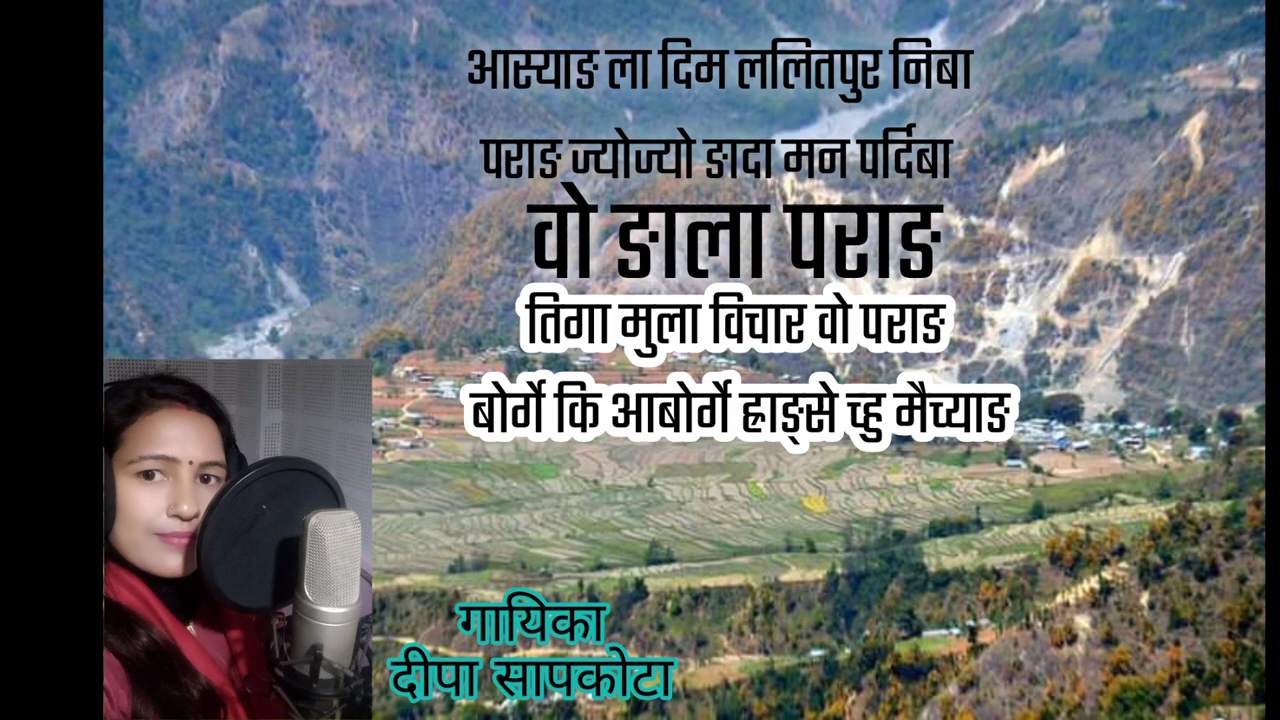 आस्याङ ला दिम ललितपुर निबा
पराङ ज्योज्यो ङादा मन पर्दिबा
वो ङाला पराङ
तिगा मुला विचार वो पराङ
बोर्गे कि आबोर्गे ह्राङ्से च्हु मैच्याङ
गायिका
दीपा सापकोटा